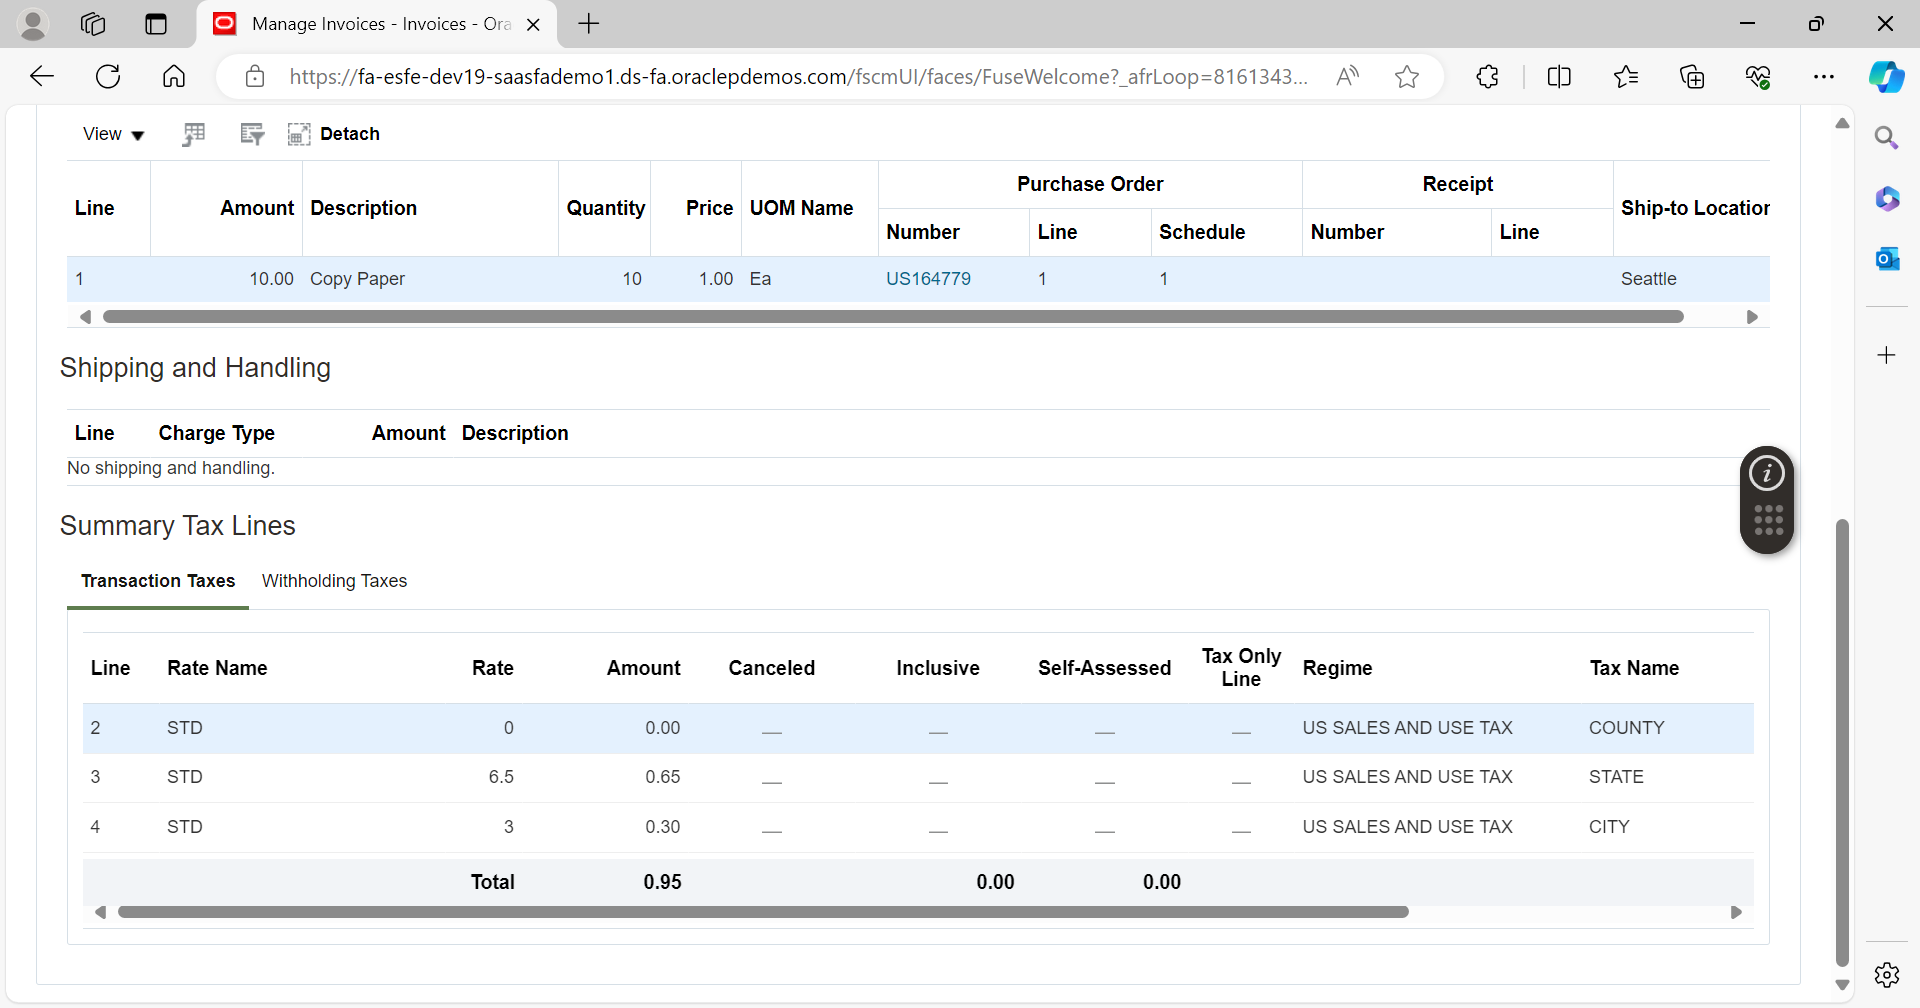 Manage Invoices - Invoices - Ora
https://fa-esfe-dev19-saasfademo1.ds-fa.oraclepdemos.com/fscmUI/faces/FuseWelcome?_afrLoop=8161343...
View Detach
Line Amount Description Quantity Price UOM Name Purchase Order Receipt Ship-to Location
Number Line Schedule Number Line
1 10.00 Copy Paper 10 1.00 Ea US164779 1 1 Seattle
Shipping and Handling
Line Charge Type Amount Description
No shipping and handling.
Summary Tax Lines
Transaction Taxes Withholding Taxes
Line Rate Name Rate Amount Canceled Inclusive Self-Assessed Tax Only Line Regime Tax Name
2 STD 0 0.00 — — — — US SALES AND USE TAX COUNTY
3 STD 6.5 0.65 — — — — US SALES AND USE TAX STATE
4 STD 3 0.30 — — — — US SALES AND USE TAX CITY
Total 0.95 0.00 0.00